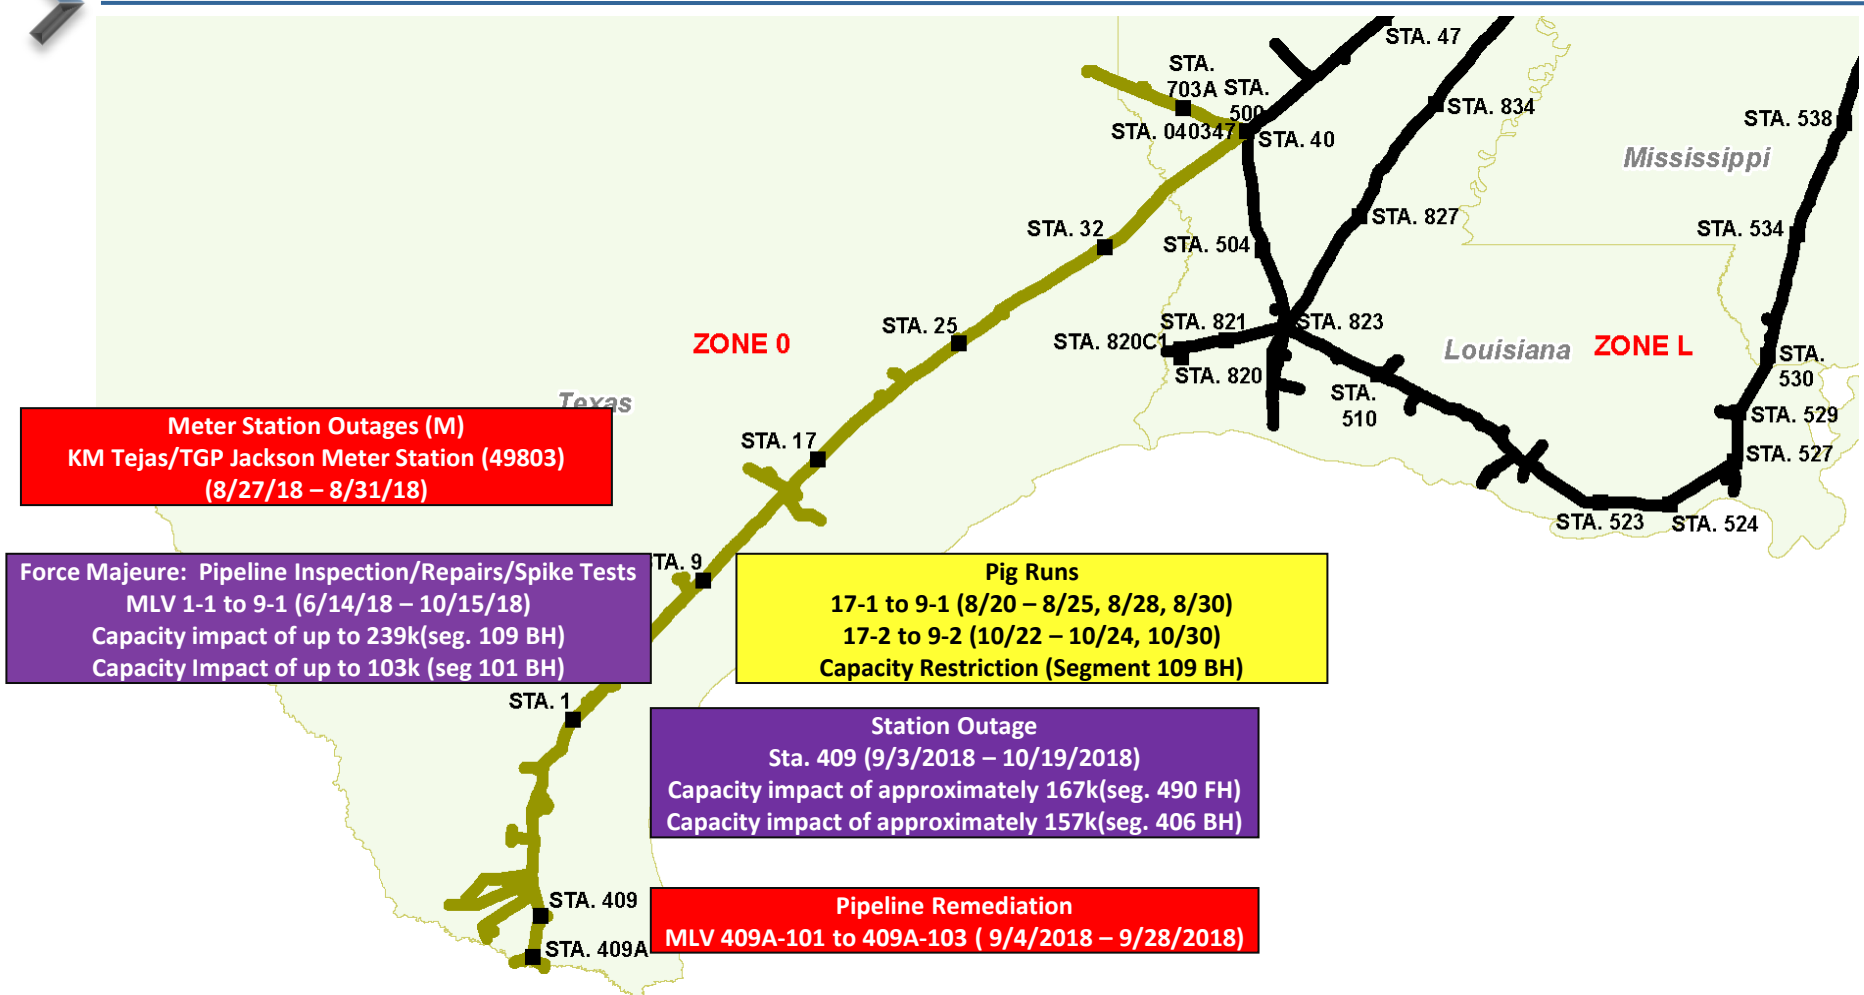 STA. 47
STA.
703A
STA.
500
STA. 834
STA. 538
STA. 040347
STA. 40
Mississippi
STA. 32
STA. 504
STA. 827
STA. 534
STA. 25
STA. 821
STA. 823
ZONE 0
STA. 820C1
Louisiana
ZONE L
STA.
530
STA. 820
STA.
510
Texas
STA. 529
Meter Station Outages (M)
KM Tejas/TGP Jackson Meter Station (49803)
(8/27/18 – 8/31/18)
STA. 17
STA. 527
STA. 523
STA. 524
Force Majeure: Pipeline Inspection/Repairs/Spike Tests
MLV 1-1 to 9-1 (6/14/18 – 10/15/18)
Capacity impact of up to 239k(seg. 109 BH)
Capacity Impact of up to 103k (seg 101 BH)
TA. 9
Pig Runs
17-1 to 9-1 (8/20 – 8/25, 8/28, 8/30)
17-2 to 9-2 (10/22 – 10/24, 10/30)
Capacity Restriction (Segment 109 BH)
STA. 1
Station Outage
Sta. 409 (9/3/2018 – 10/19/2018)
Capacity impact of approximately 167k(seg. 490 FH)
Capacity impact of approximately 157k(seg. 406 BH)
STA. 409
Pipeline Remediation
MLV 409A-101 to 409A-103 ( 9/4/2018 – 9/28/2018)
STA. 409A